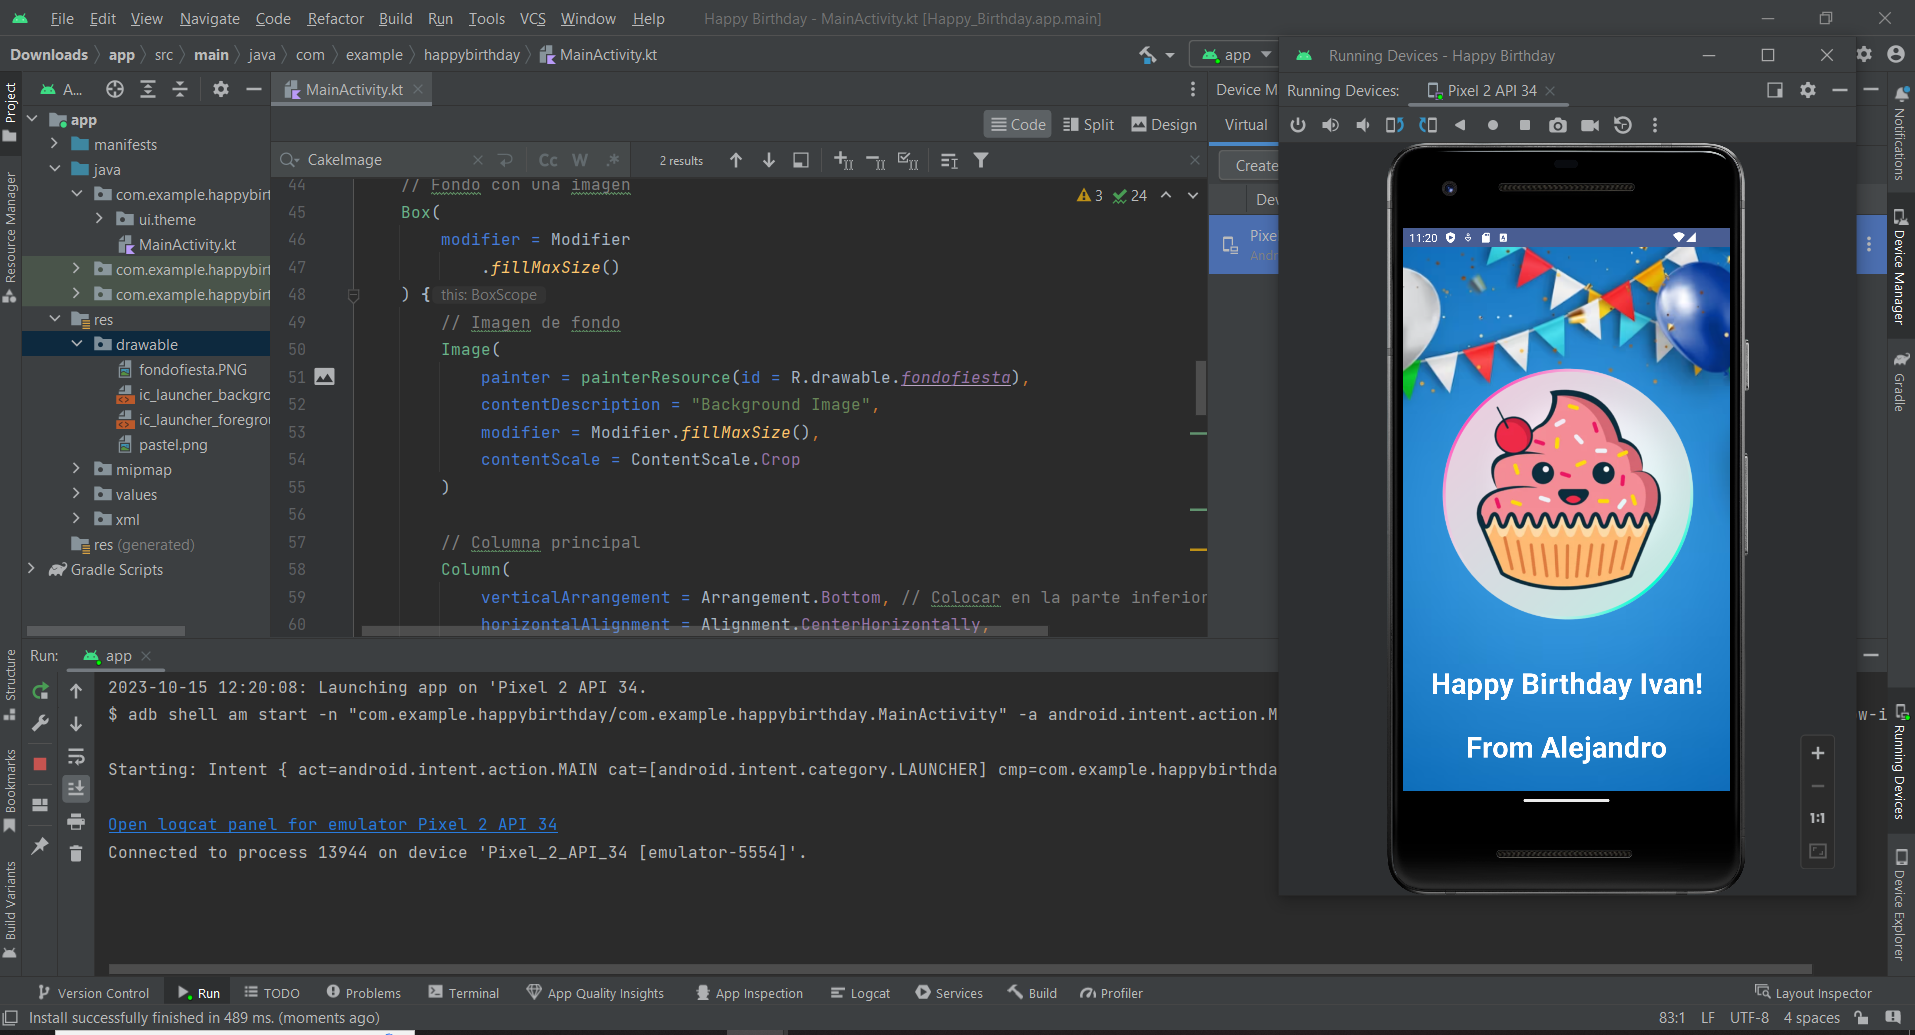 File Edit View Navigate Code Refactor Build Run Tools VCS Window Help Happy Birthday - MainActivity.kt [Happy_Birthday.app.main]
Downloads app src main java com example happybirthday MainActivity.kt
app
Running Devices - Happy Birthday
Project
A...
MainActivity.kt
Device M
Running Devices: Pixel 2 API 34
Code Split Design
Virtual
CakeImage
Cc W .*
2 results
Create
Dev
Pixe
Andr
app
manifests
java
com.example.happybirt
ui.theme
MainActivity.kt
com.example.happybirt
com.example.happybirt
res
drawable
fondofiesta.PNG
ic_launcher_backgro
ic_launcher_foregrou
pastel.png
mipmap
values
xml
res (generated)
Gradle Scripts
3 24
44 // Fondo con una imagen
45 Box(
46 modifier = Modifier
47 .fillMaxSize()
48 ) { this: BoxScope
49 // Imagen de fondo
50 Image(
51 painter = painterResource(id = R.drawable.fondofiesta),
52 contentDescription = "Background Image",
53 modifier = Modifier.fillMaxSize(),
54 contentScale = ContentScale.Crop
55 )
56
57 // Columna principal
58 Column(
59 verticalArrangement = Arrangement.Bottom, // Colocar en la parte inferior
60 horizontalAlignment = Alignment.CenterHorizontally,
11:20
Happy Birthday Ivan!
From Alejandro
1:1
Resource Manager
Structure
Bookmarks
Build Variants
Notifications
Device Manager
Gradle
Running Devices
Device Explorer
Run: app
2023-10-15 12:20:08: Launching app on 'Pixel 2 API 34.
$ adb shell am start -n "com.example.happybirthday/com.example.happybirthday.MainActivity" -a android.intent.action.M
w-i
Starting: Intent { act=android.intent.action.MAIN cat=[android.intent.category.LAUNCHER] cmp=com.example.happybirthda
Open logcat panel for emulator Pixel 2 API 34
Connected to process 13944 on device 'Pixel_2_API_34 [emulator-5554]'.
Version Control Run TODO Problems Terminal App Quality Insights App Inspection Logcat Services Build Profiler Layout Inspector
Install successfully finished in 489 ms. (moments ago)
83:1 LF UTF-8 4 spaces